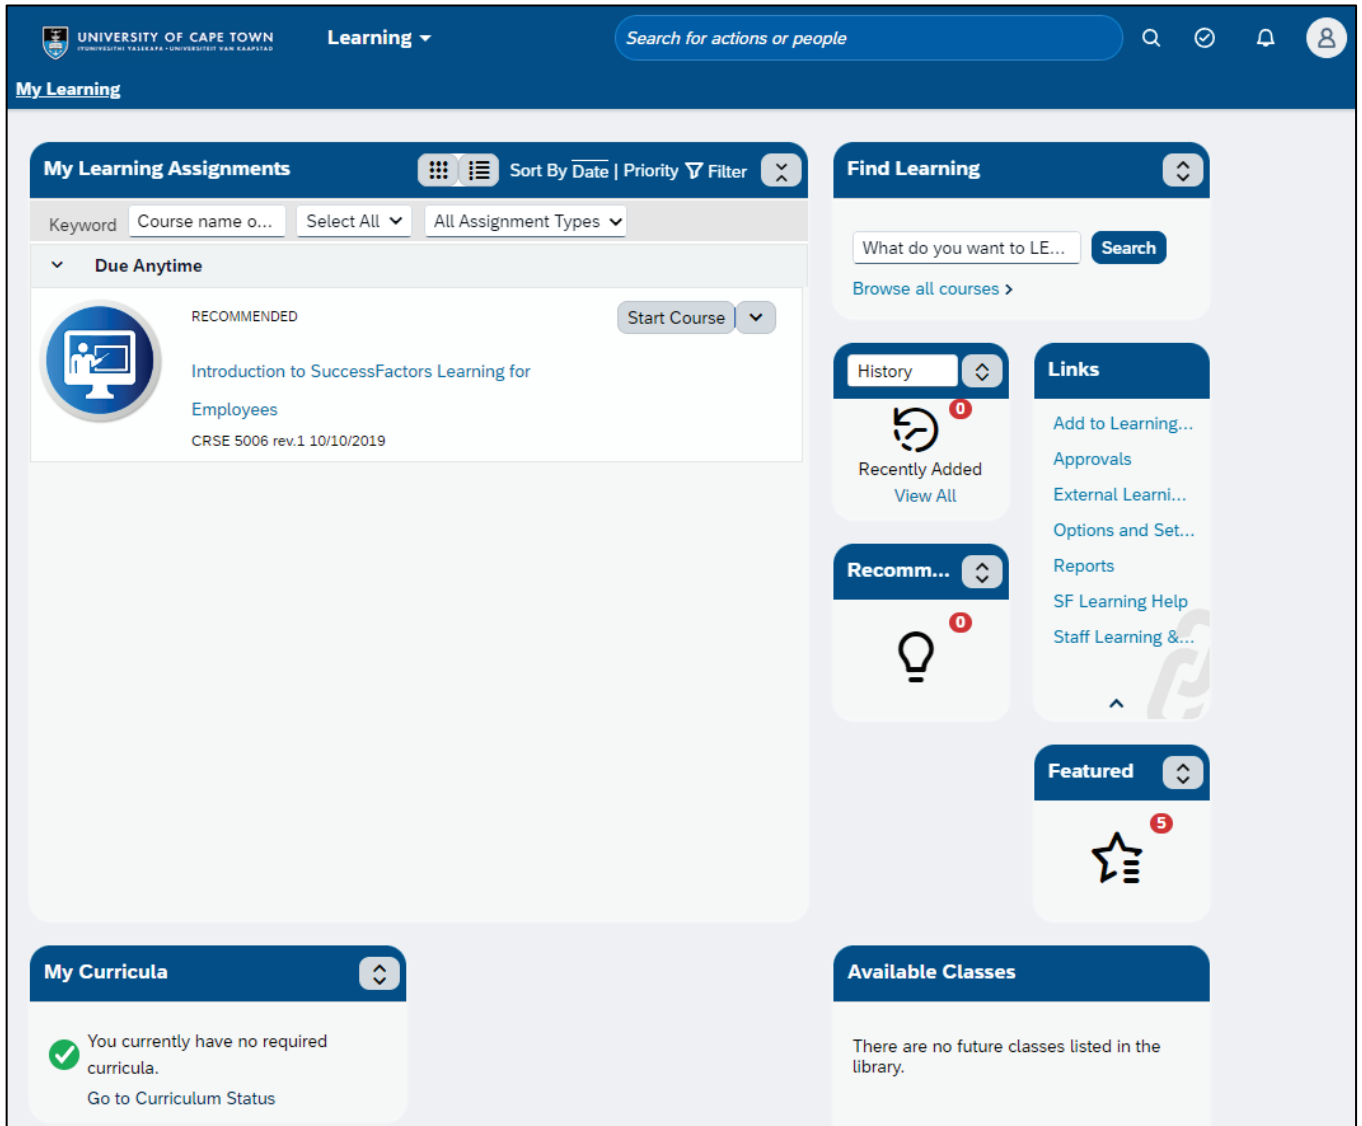 UNIVERSITY OF CAPE TOWN
IYUNIVESITHI YASEKAPA • UNIVERSITEIT VAN KAAPSTAD
Learning
Search for actions or people
My Learning
My Learning Assignments
Sort By Date | Priority Filter
Keyword
Course name o...
Select All
All Assignment Types
Due Anytime
RECOMMENDED
Start Course
Introduction to SuccessFactors Learning for
Employees
CRSE 5006 rev.1 10/10/2019
Find Learning
What do you want to LE...
Search
Browse all courses >
History
0
Recently Added
View All
Links
Add to Learning...
Approvals
External Learni...
Options and Set...
Reports
SF Learning Help
Staff Learning &...
Recomm...
0
Featured
5
My Curricula
You currently have no required
curricula.
Go to Curriculum Status
Available Classes
There are no future classes listed in the
library.